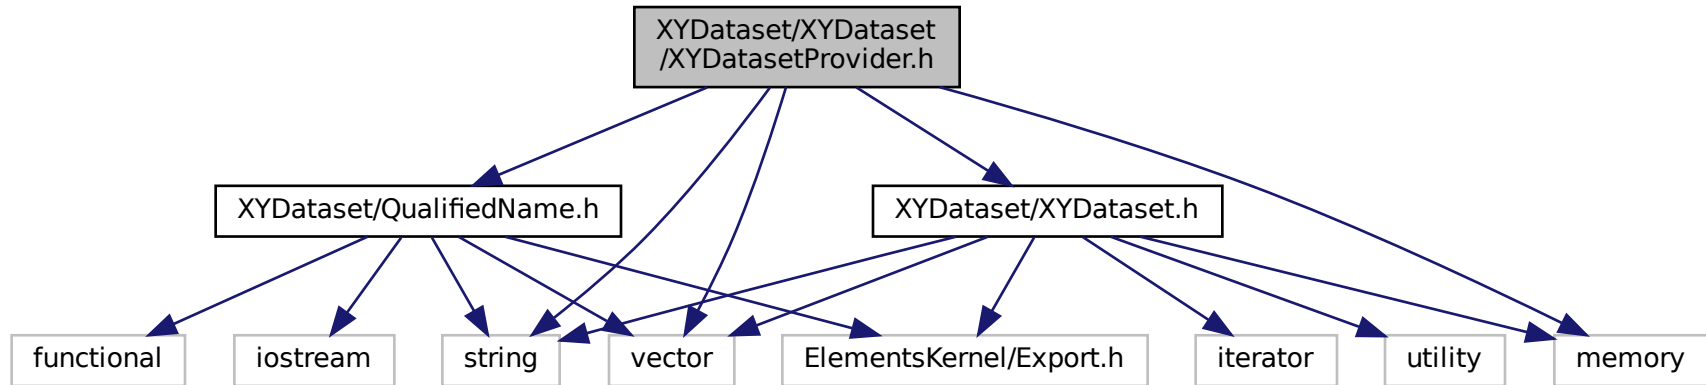 XYDataset/XYDataset
/XYDatasetProvider.h
XYDataset/QualifiedName.h
XYDataset/XYDataset.h
functional
iostream
string
vector
ElementsKernel/Export.h
iterator
utility
memory